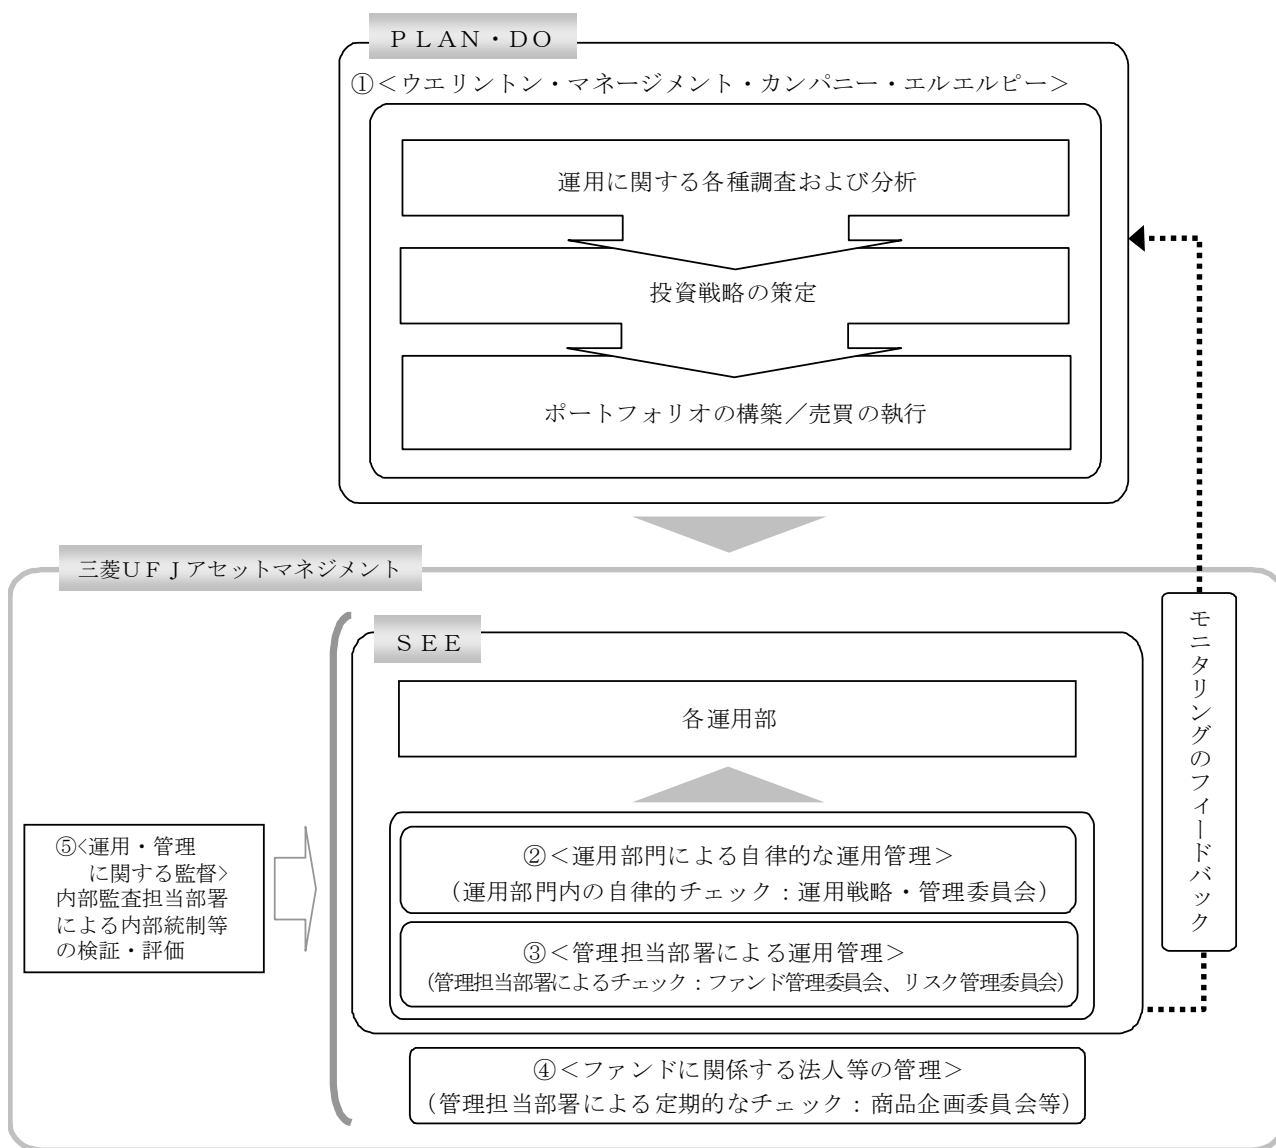 ＰＬＡＮ・ＤＯ
①＜ウエリントン・マネージメント・カンパニー・エルエルピー＞
運用に関する各種調査および分析
投資戦略の策定
ポートフォリオの構築／売買の執行
三菱ＵＦＪアセットマネジメント
ＳＥＥ
各運用部
②＜運用部門による自律的な運用管理＞
（運用部門内の自律的チェック：運用戦略・管理委員会）
③＜管理担当部署による運用管理＞
（管理担当部署によるチェック：ファンド管理委員会、リスク管理委員会）
④＜ファンドに関係する法人等の管理＞
（管理担当部署による定期的なチェック：商品企画委員会等）
⑤<運用・管理
に関する監督>
内部監査担当部署
による内部統制等
の検証・評価
モニタリングのフィードバック